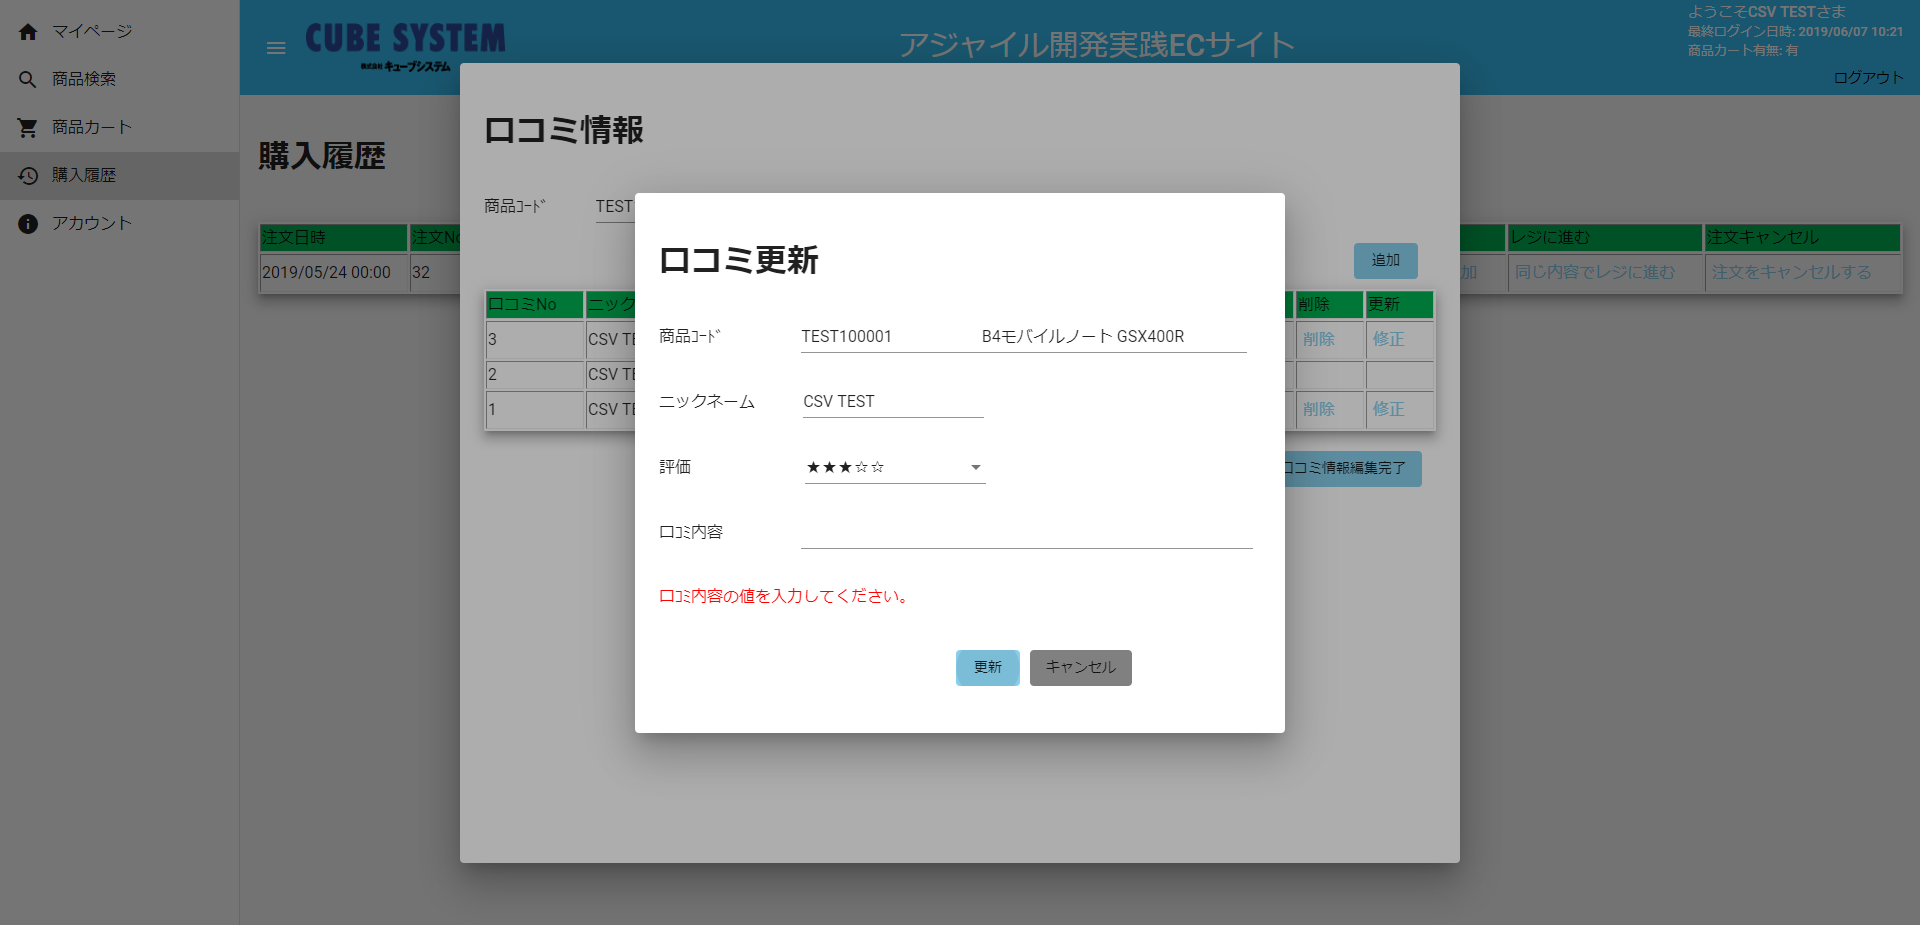 マイページ
商品検索
商品カート
購入履歴
アカウント
CUBE SYSTEM
株式会社 キューブシステム
アジャイル開発実践ECサイト
ようこそCSV TESTさま
最終ログイン日時: 2019/06/07 10:21
商品カート有無: 有
ログアウト
購入履歴
注文日時 注文No レジに進む 注文キャンセル
2019/05/24 00:00 32 加 同じ内容でレジに進む 注文をキャンセルする
口コミ情報
商品ｺｰﾄﾞ TEST
追加
口コミNo ニック 削除 更新
3 CSV TE 削除 修正
2 CSV TE
1 CSV TE 削除 修正
口コミ情報編集完了
口コミ更新
商品ｺｰﾄﾞ TEST100001 B4モバイルノート GSX400R
ニックネーム CSV TEST
評価 ★★★☆☆
口ｺﾐ内容
口ｺﾐ内容の値を入力してください。
更新 キャンセル